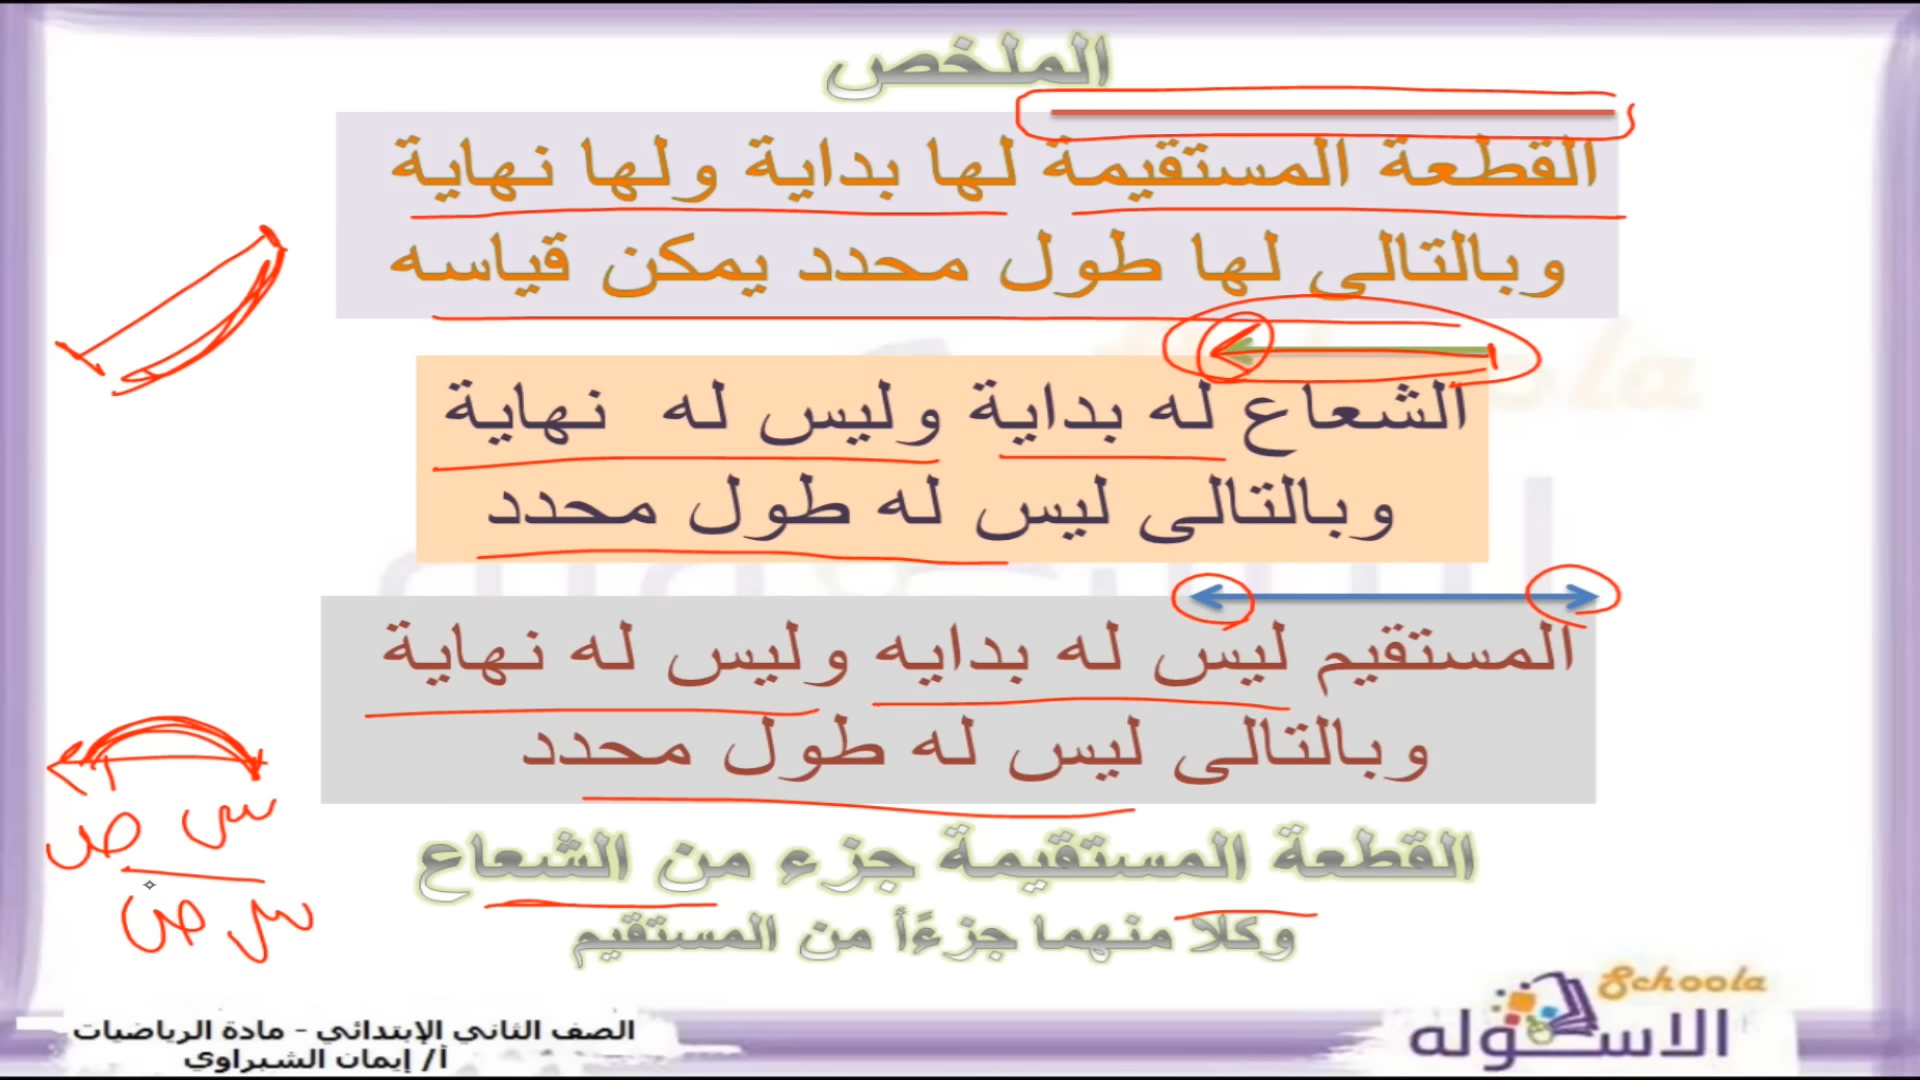 الملخص
القطعة المستقيمة لها بداية ولها نهاية
وبالتالى لها طول محدد يمكن قياسه
الشعاع له بداية وليس له نهاية
وبالتالى ليس له طول محدد
المستقيم ليس له بدايه وليس له نهاية
وبالتالى ليس له طول محدد
س ص
س ص
القطعة المستقيمة جزء من الشعاع
وكلا منهما جزءًأ من المستقيم
Schoola
الاسكوله
الصف الثاني الإبتدائي - مادة الرياضيات
أ/ إيمان الشبراوي